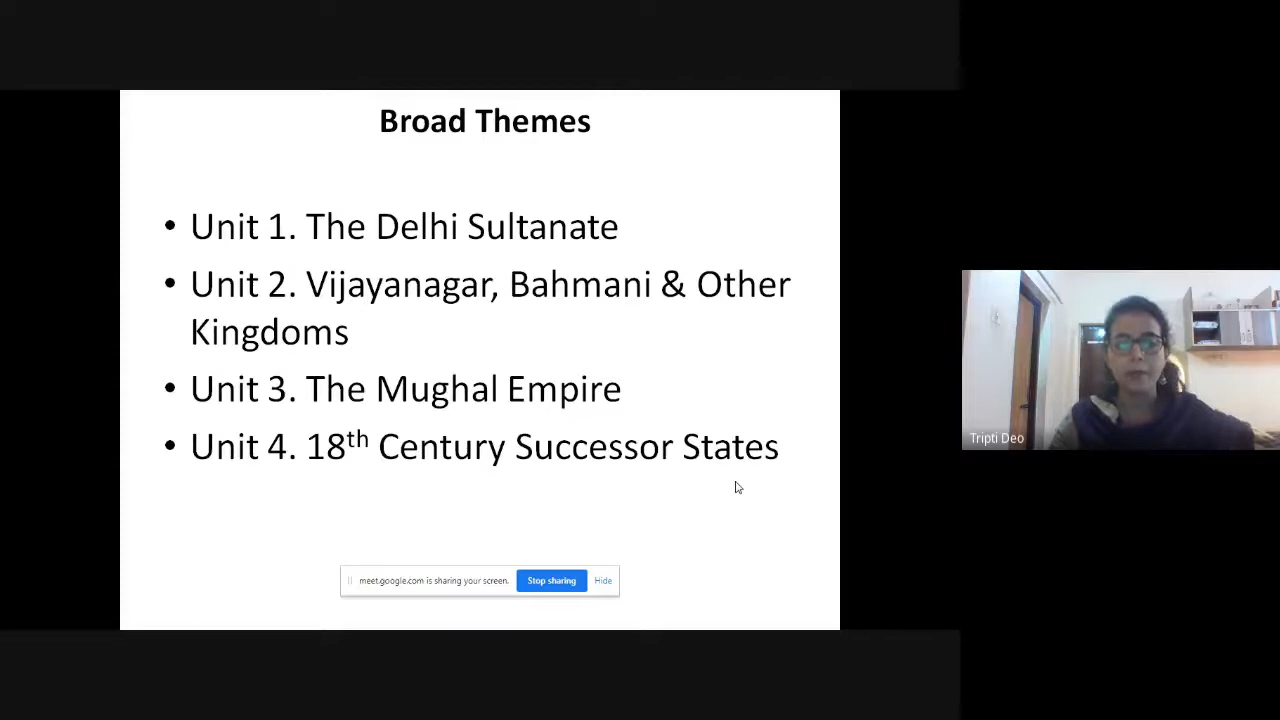 Broad Themes
• Unit 1. The Delhi Sultanate
• Unit 2. Vijayanagar, Bahmani & Other
Kingdoms
• Unit 3. The Mughal Empire
• Unit 4. 18th Century Successor States
meet.google.com is sharing your screen. Stop sharing Hide
Tripti Deo